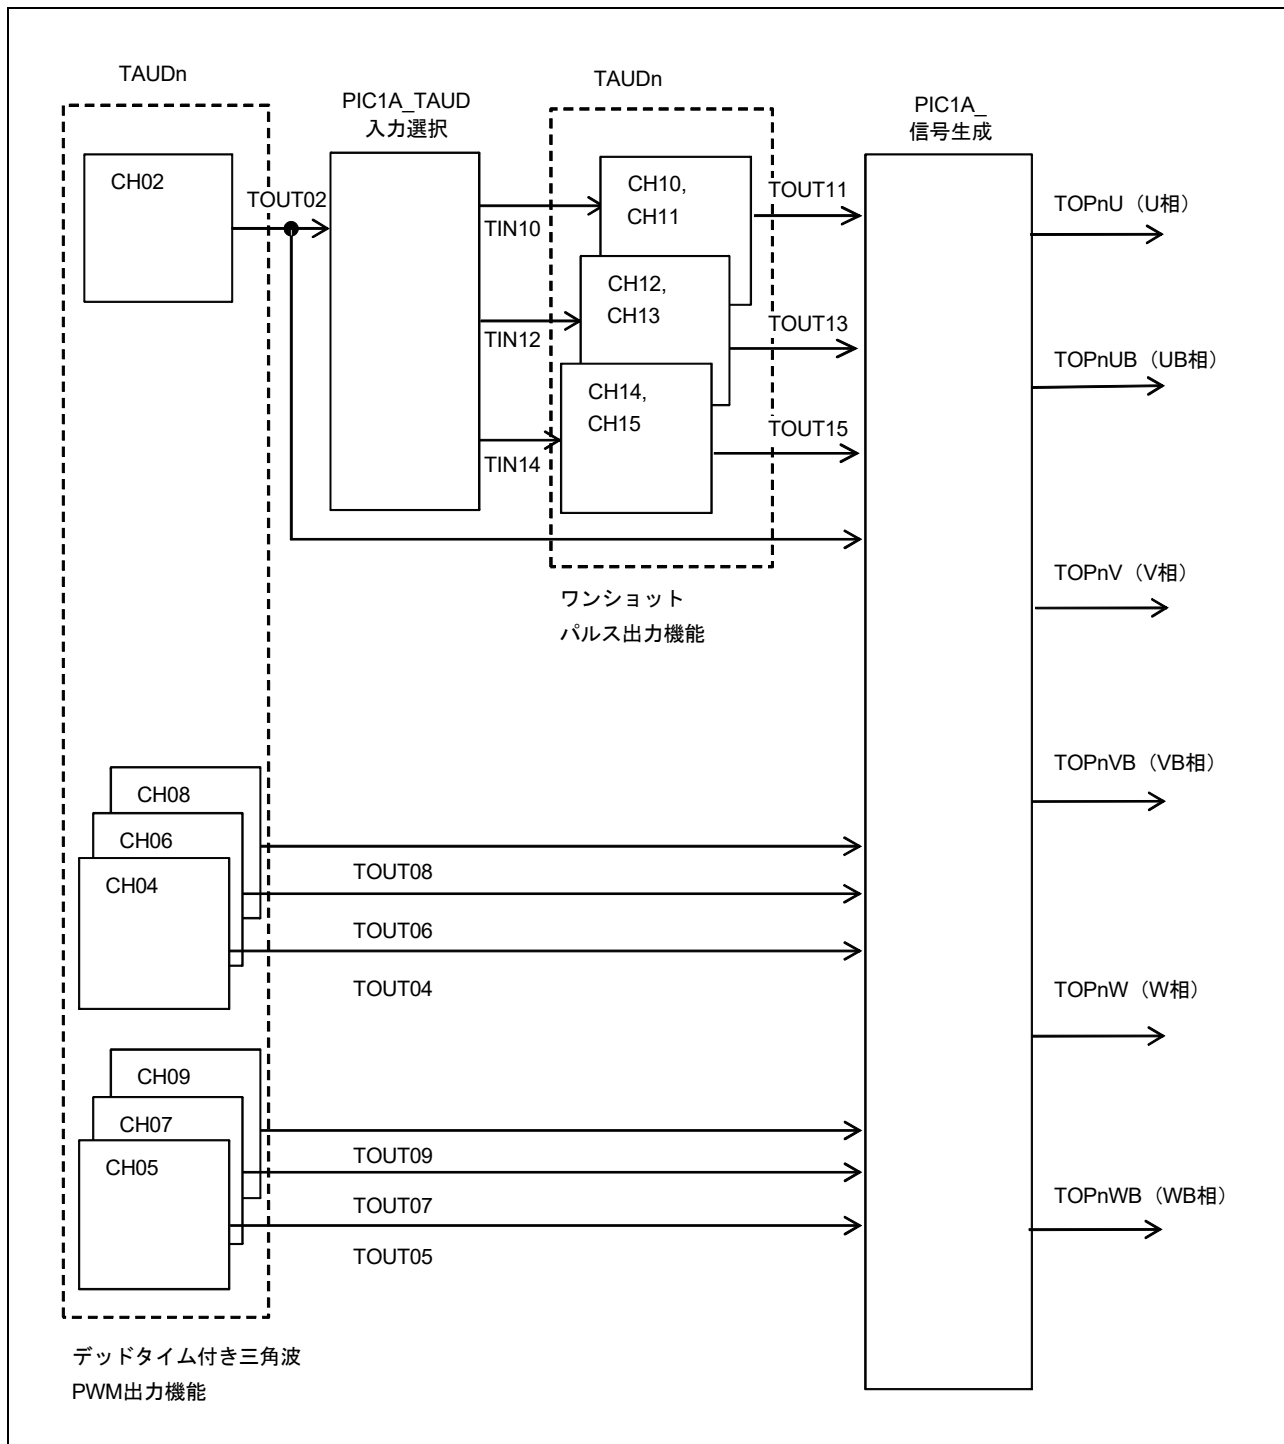 TAUDn
PIC1A_TAUD
入力選択
TAUDn
PIC1A_
信号生成
CH02
TOUT02
TIN10
TIN12
TIN14
CH10,
CH11
CH12,
CH13
CH14,
CH15
TOUT11
TOUT13
TOUT15
ワンショット
パルス出力機能
TOPnU（U相）
TOPnUB（UB相）
TOPnV（V相）
TOPnVB（VB相）
TOPnW（W相）
TOPnWB（WB相）
CH08
CH06
CH04
TOUT08
TOUT06
TOUT04
CH09
CH07
CH05
TOUT09
TOUT07
TOUT05
デッドタイム付き三角波
PWM出力機能